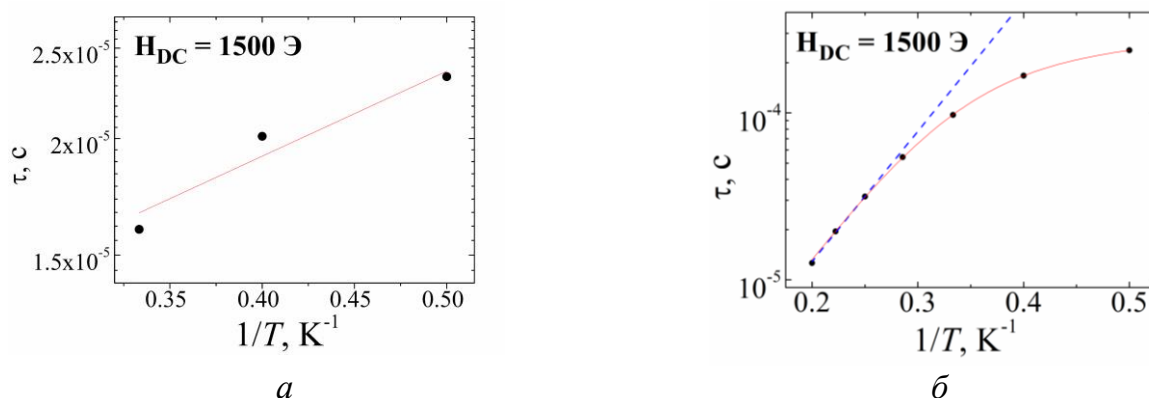 H_DC = 1500 Э
2.5x10^-5
2x10^-5
1.5x10^-5
τ, с
0.35 0.40 0.45 0.50
1/T, K^-1
а
H_DC = 1500 Э
10^-4
10^-5
τ, с
0.2 0.3 0.4 0.5
1/T, K^-1
б